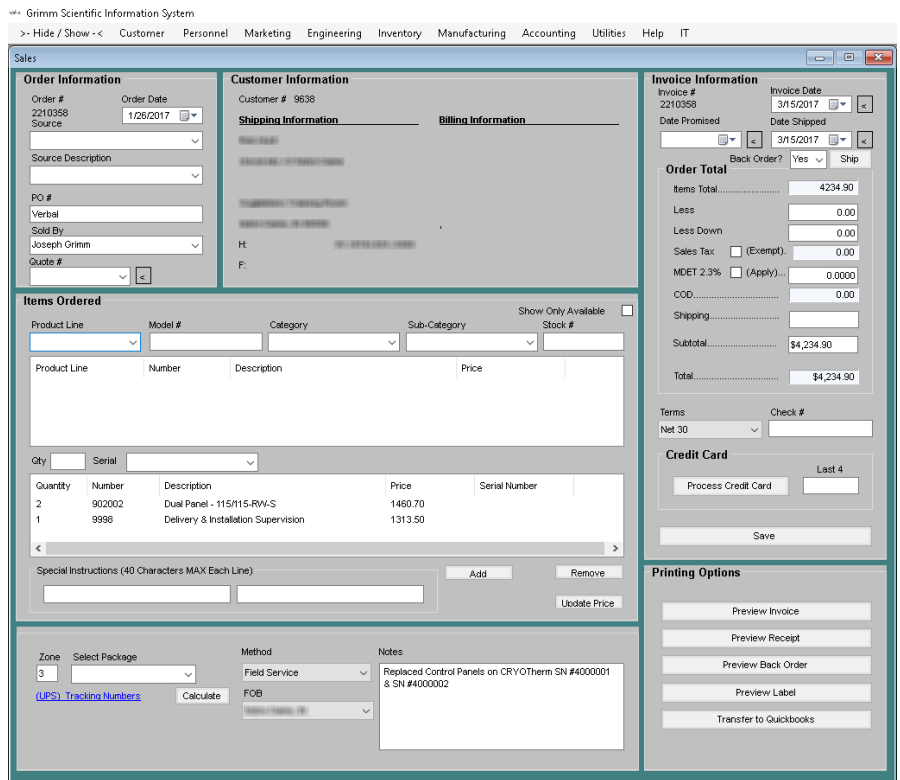 Grimm Scientific Information System
>- Hide / Show -< Customer Personnel Marketing Engineering Inventory Manufacturing Accounting Utilities Help IT
Sales
Order Information
Order # Order Date
2210358 1/26/2017
Source
Source Description
PO #
Verbal
Sold By
Joseph Grimm
Quote #
<
Customer Information
Customer # 9638
Shipping Information Billing Information
,
H:
F:
Invoice Information
Invoice # Invoice Date
2210358 3/15/2017 <
Date Promised Date Shipped
< 3/15/2017 <
Back Order? Yes Ship
Order Total
Items Total........................ 4234.90
Less 0.00
Less Down 0.00
Sales Tax (Exempt). 0.00
MDET 2.3% (Apply)... 0.0000
COD................................. 0.00
Shipping..........................
Subtotal........................... $4,234.90
Total................................. $4,234.90
Terms Check #
Net 30
Credit Card
Last 4
Process Credit Card
Save
Items Ordered
Show Only Available
Product Line Model # Category Sub-Category Stock #
Product Line Number Description Price
Qty Serial
Quantity Number Description Price Serial Number
2 902002 Dual Panel - 115/115-RW-S 1460.70
1 9998 Delivery & Installation Supervision 1313.50
Special Instructions (40 Characters MAX Each Line)
Add Remove
Update Price
Zone Select Package
3
(UPS) Tracking Numbers Calculate
Method
Field Service
FOB
Notes
Replaced Control Panels on CRYOTherm SN #4000001
& SN #4000002
Printing Options
Preview Invoice
Preview Receipt
Preview Back Order
Preview Label
Transfer to Quickbooks